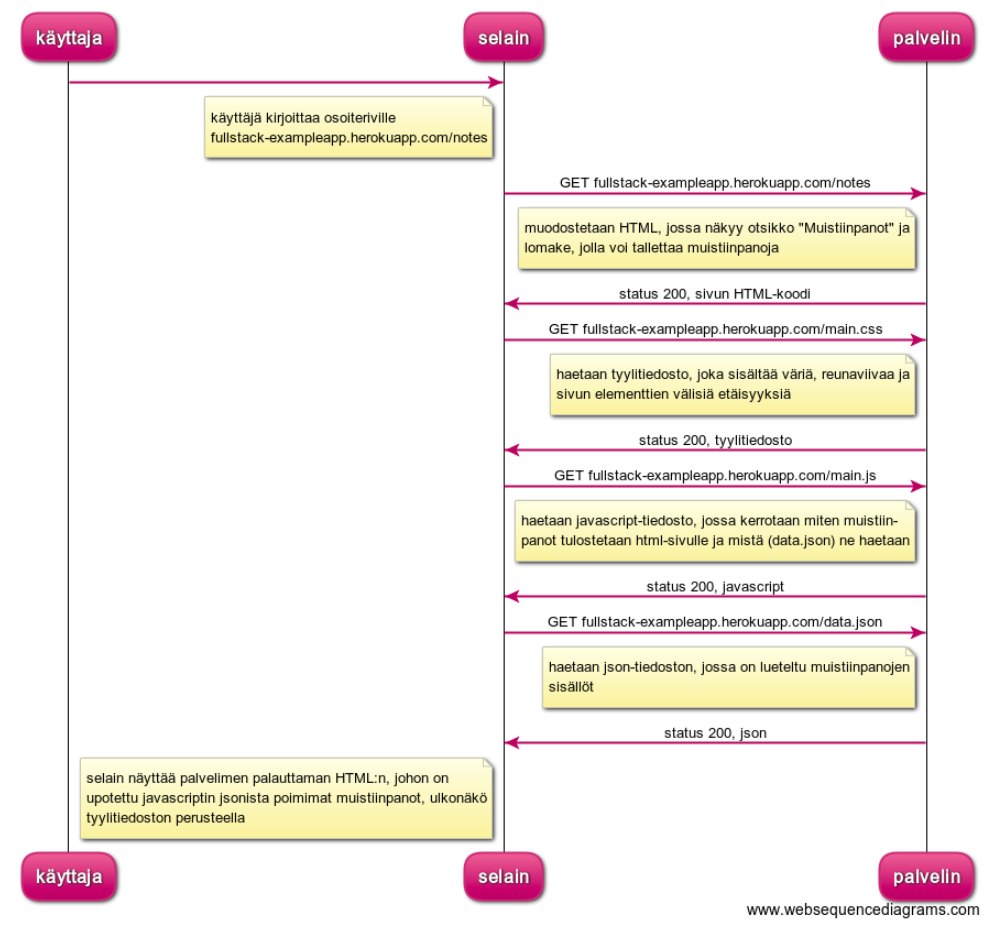 käyttaja
selain
palvelin
käyttäjä kirjoittaa osoiteriville
fullstack-exampleapp.herokuapp.com/notes
GET fullstack-exampleapp.herokuapp.com/notes
muodostetaan HTML, jossa näkyy otsikko "Muistiinpanot" ja
lomake, jolla voi tallettaa muistiinpanoja
status 200, sivun HTML-koodi
GET fullstack-exampleapp.herokuapp.com/main.css
haetaan tyylitiedosto, joka sisältää väriä, reunaviivaa ja
sivun elementtien välisiä etäisyyksiä
status 200, tyylitiedosto
GET fullstack-exampleapp.herokuapp.com/main.js
haetaan javascript-tiedosto, jossa kerrotaan miten muistiin-
panot tulostetaan html-sivulle ja mistä (data.json) ne haetaan
status 200, javascript
GET fullstack-exampleapp.herokuapp.com/data.json
haetaan json-tiedoston, jossa on lueteltu muistiinpanojen
sisällöt
status 200, json
selain näyttää palvelimen palauttaman HTML:n, johon on
upotettu javascriptin jsonista poimimat muistiinpanot, ulkonäkö
tyylitiedoston perusteella
käyttaja
selain
palvelin
www.websequencediagrams.com